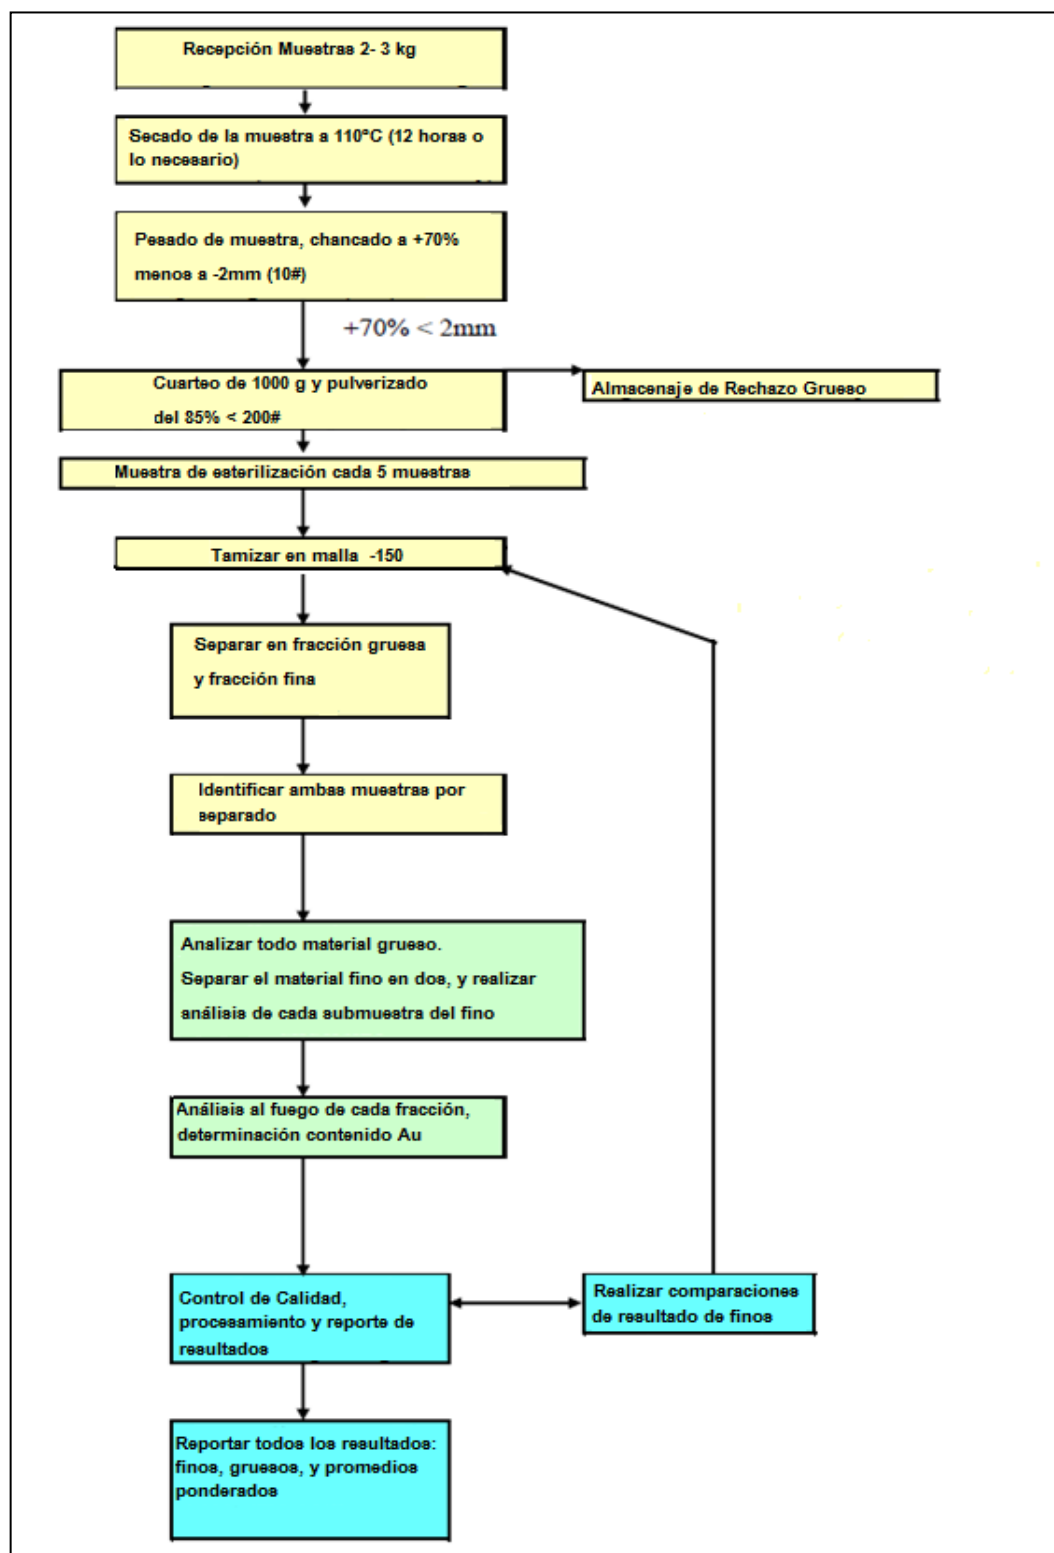 Recepción Muestras 2- 3 kg
Secado de la muestra a 110ºC (12 horas o
lo necesario)
Pesado de muestra, chancado a +70%
menos a -2mm (10#)
+70% < 2mm
Cuarteo de 1000 g y pulverizado
del 85% < 200#
Almacenaje de Rechazo Grueso
Muestra de esterilización cada 5 muestras
Tamizar en malla -150
Separar en fracción gruesa
y fracción fina
Identificar ambas muestras por
separado
Analizar todo material grueso.
Separar el material fino en dos, y realizar
análisis de cada submuestra del fino
Análisis al fuego de cada fracción,
determinación contenido Au
Control de Calidad,
procesamiento y reporte de
resultados
Realizar comparaciones
de resultado de finos
Reportar todos los resultados:
finos, gruesos, y promedios
ponderados